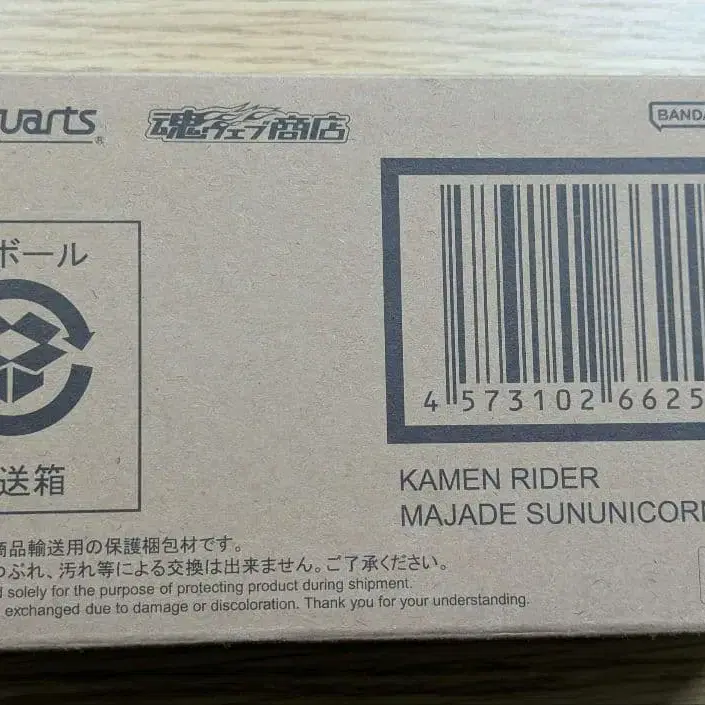 uarts®
魂ウェブ商店
BANDA
ボール
送箱
4 573102 6625
KAMEN RIDER
MAJADE SUNUNICORN
商品輸送用の保護梱包材です。
つぶれ、汚れ等による交換は出来ません。ご了承ください。
solely for the purpose of protecting product during shipment.
exchanged due to damage or discoloration. Thank you for your understanding.